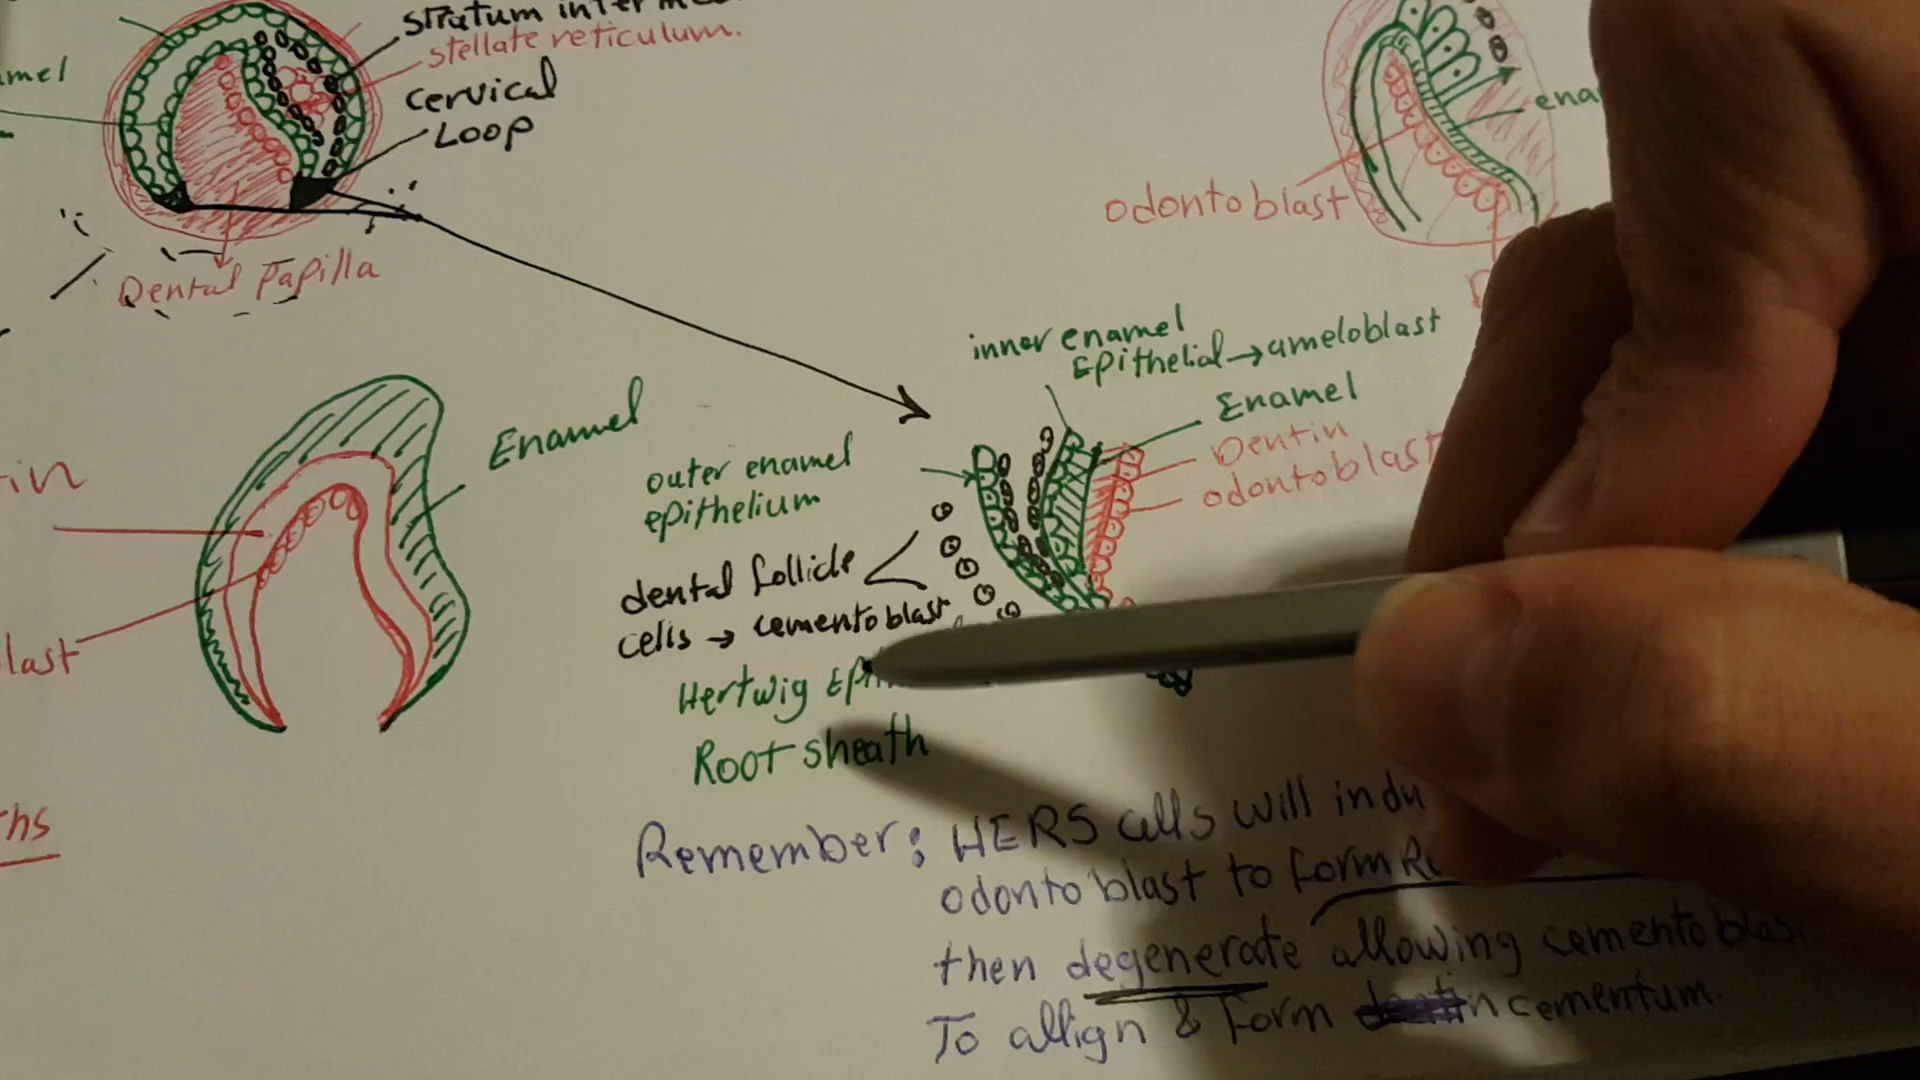 stratum
stellate reticulum.
Cervical
Loop
Dental Papilla
odontoblast
inner enamel
Epithelial → ameloblast
Enamel
Dentin
odontoblast
Enamel
outer enamel
epithelium
dental follicle
cells → cementoblast
Hertwig
Root sheath
Remember: HERS cells will
odontoblast to form
then degenerate allowing
To allign & Form cementum.